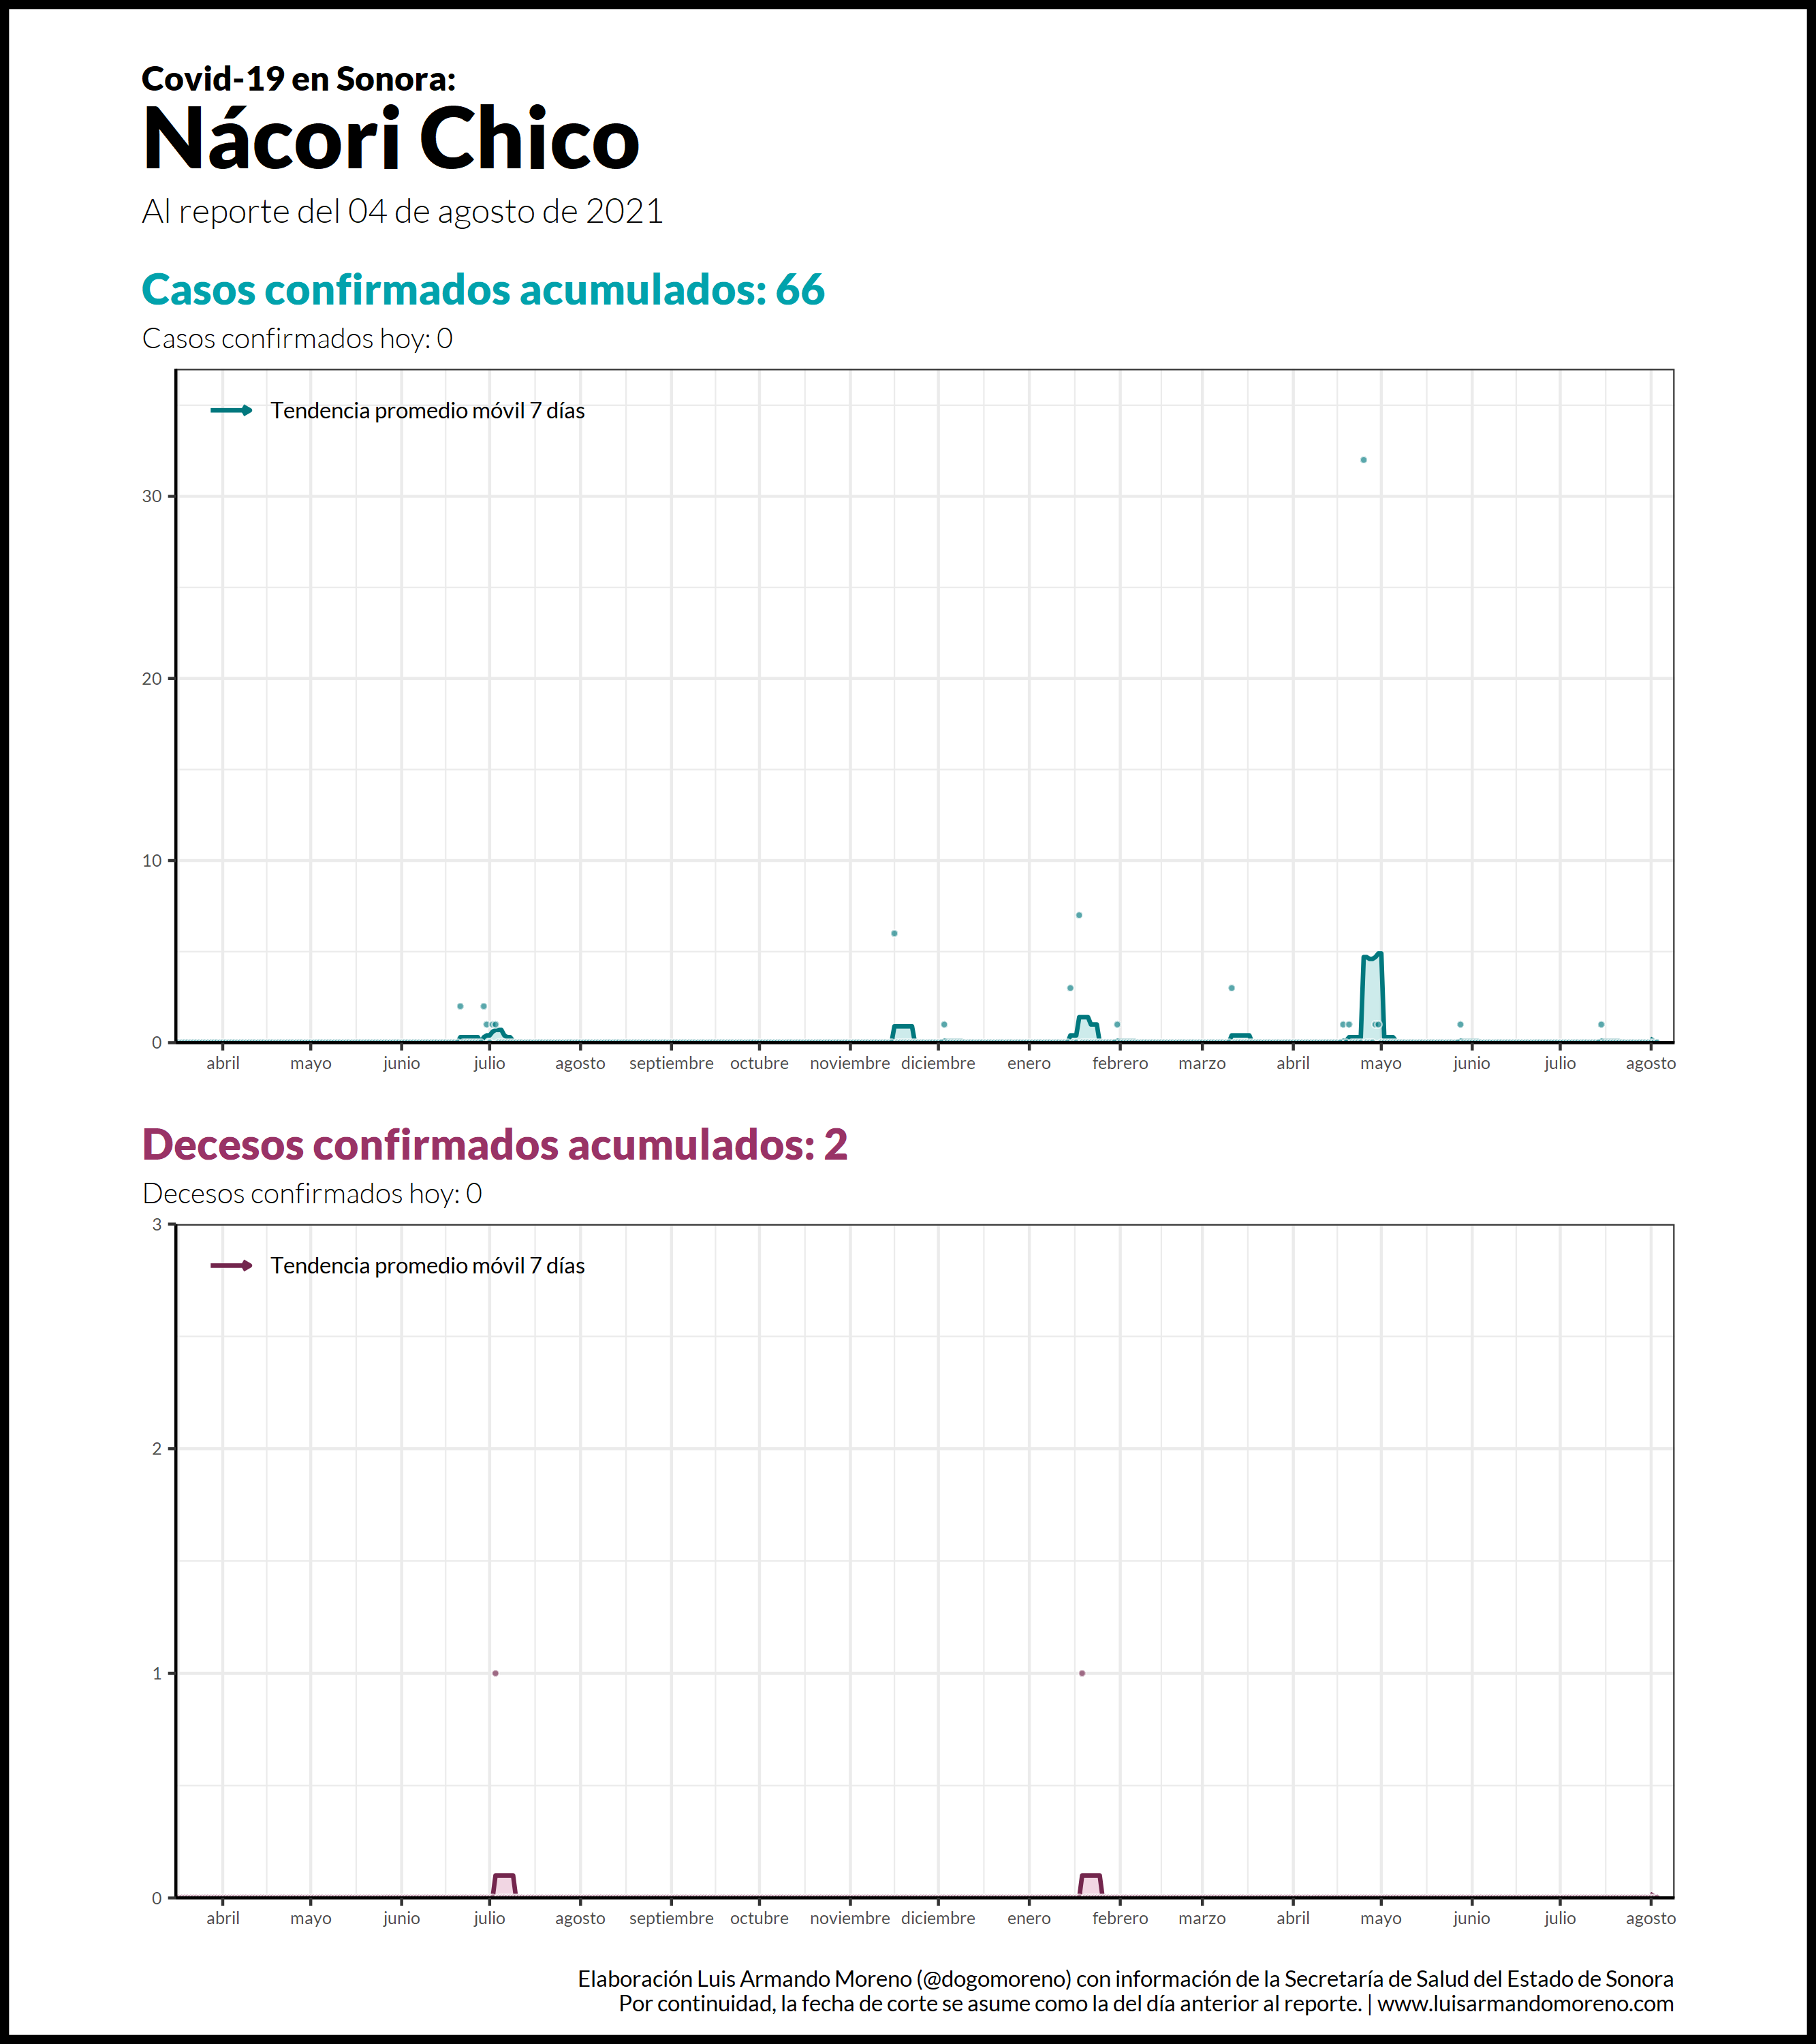 Covid-19 en Sonora:
Nácori Chico
Al reporte del 04 de agosto de 2021
Casos confirmados acumulados: 66
Casos confirmados hoy: 0
Tendencia promedio móvil 7 días
30
20
10
0
abril mayo junio julio agosto septiembre octubre noviembre diciembre enero febrero marzo abril mayo junio julio agosto
Decesos confirmados acumulados: 2
Decesos confirmados hoy: 0
3
Tendencia promedio móvil 7 días
2
1
0
abril mayo junio julio agosto septiembre octubre noviembre diciembre enero febrero marzo abril mayo junio julio agosto
Elaboración Luis Armando Moreno (@dogomoreno) con información de la Secretaría de Salud del Estado de Sonora
Por continuidad, la fecha de corte se asume como la del día anterior al reporte. | www.luisarmandomoreno.com